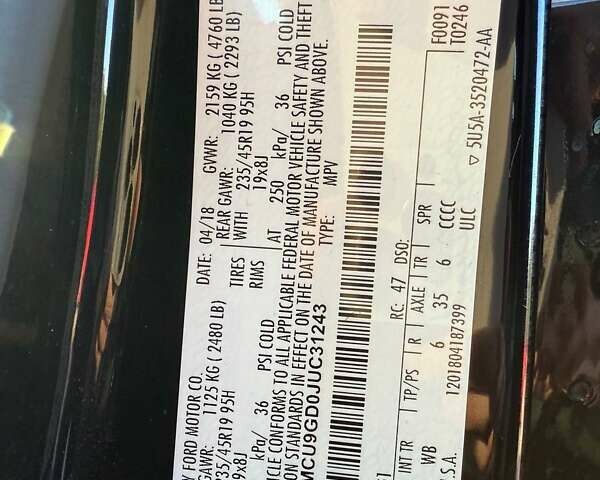 Y FORD MOTOR CO. DATE: 04/18 GVWR: 2159 KG ( 4760 LB
GAWR: 1125 KG ( 2480 LB) REAR GAWR: 1040 KG ( 2293 LB)
235/45R19 95H TIRES WITH 235/45R19 95H
19x8J RIMS 19x8J
kPa/ 36 PSI COLD AT 250 kPa/ 36 PSI COLD
ICLE CONFORMS TO ALL APPLICABLE FEDERAL MOTOR VEHICLE SAFETY AND THEFT
ON STANDARDS IN EFFECT ON THE DATE OF MANUFACTURE SHOWN ABOVE.
MCU9GD0JUC31243 TYPE: MPV
RC: 47 DSO: F0091
T0246
WB INT TR TP/PS R AXLE TR SPR
6 35 6 CCCC
1201804187399 ULC ▽ 5U5A-3520472-AA
.S.A.